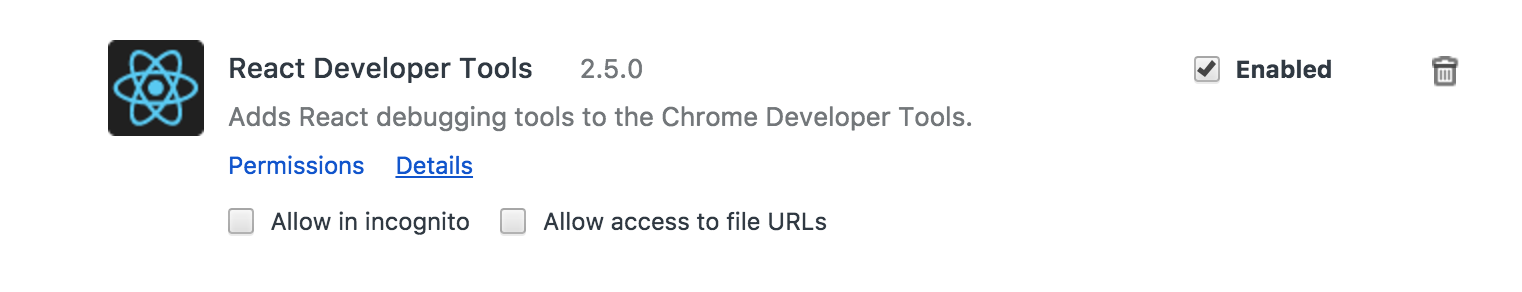 React Developer Tools 2.5.0 Enabled
Adds React debugging tools to the Chrome Developer Tools.
Permissions Details
Allow in incognito Allow access to file URLs